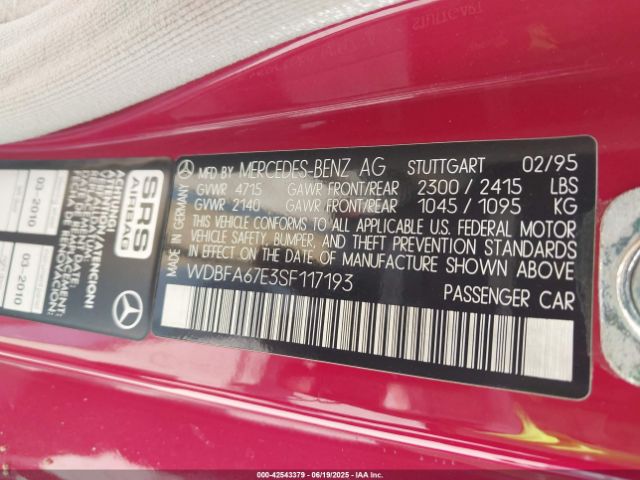 MFD BY MERCEDES-BENZ AG STUTTGART 02/95
GVWR 4715 GAWR FRONT/REAR 2300 / 2415 LBS
GVWR 2140 GAWR FRONT/REAR 1045 / 1095 KG
THIS VEHICLE CONFORMS TO ALL APPLICABLE U.S. FEDERAL MOTOR
VEHICLE SAFETY, BUMPER, AND THEFT PREVENTION STANDARDS
IN EFFECT ON THE DATE OF MANUFACTURE SHOWN ABOVE
WDBFA67E3SF117193
PASSENGER CAR
MADE IN GERMANY
SRS
AIRBAG
ACHTUNG!
03-2010
03-2010
000-42543379 - 06/19/2025 - IAA Inc.